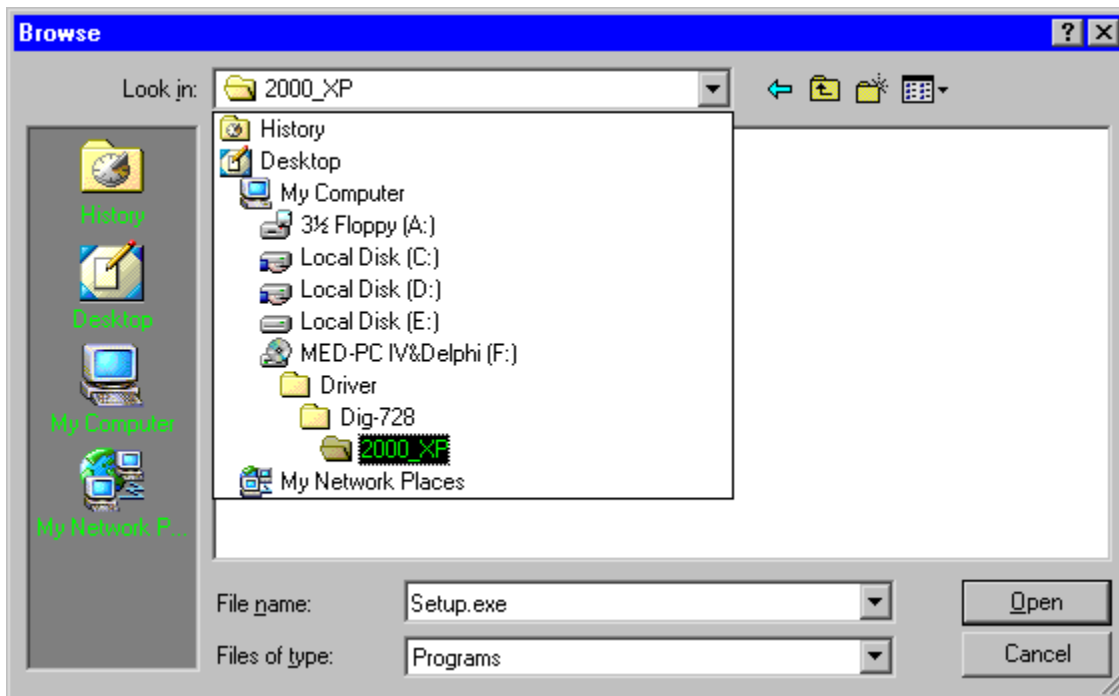 Browse
Look in: 2000_XP
History
Desktop
My Computer
3½ Floppy (A:)
Local Disk (C:)
Local Disk (D:)
Local Disk (E:)
MED-PC IV&Delphi (F:)
Driver
Dig-728
2000_XP
My Network Places
History
Desktop
My Computer
My Network P...
File name: Setup.exe
Open
Files of type: Programs
Cancel